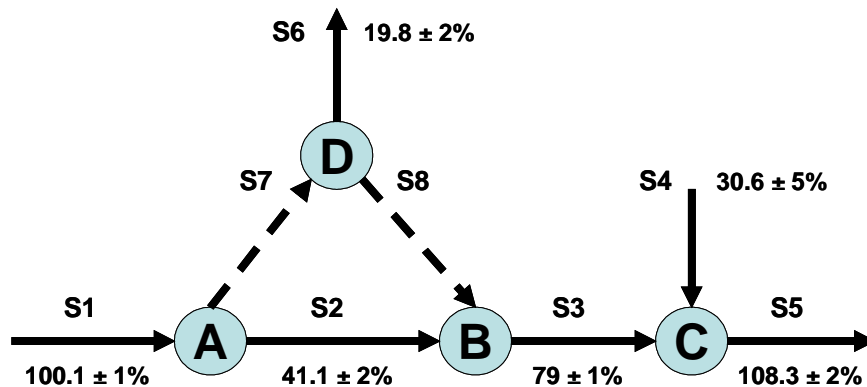 S6 19.8 ± 2%
D
S7 S8
S4 30.6 ± 5%
S1 S2 S3 S5
A B C
100.1 ± 1% 41.1 ± 2% 79 ± 1% 108.3 ± 2%